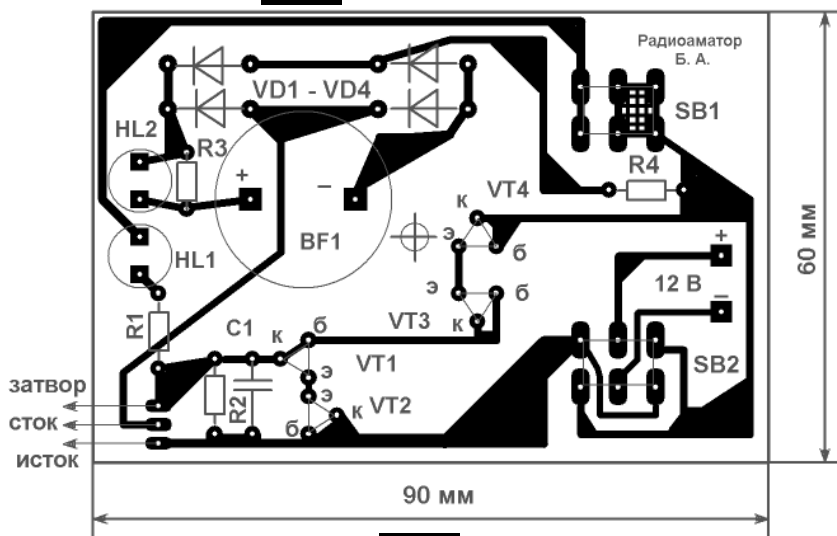 Радиоаматор
Б. А.
VD1 - VD4
SB1
HL2
R3
R4
+
–
к
VT4
э
б
BF1
HL1
+
12 В
–
60 мм
э
б
VT3
к
R1
C1
к
б
VT1
э
э
VT2
к
R2
б
SB2
затвор
сток
исток
90 мм